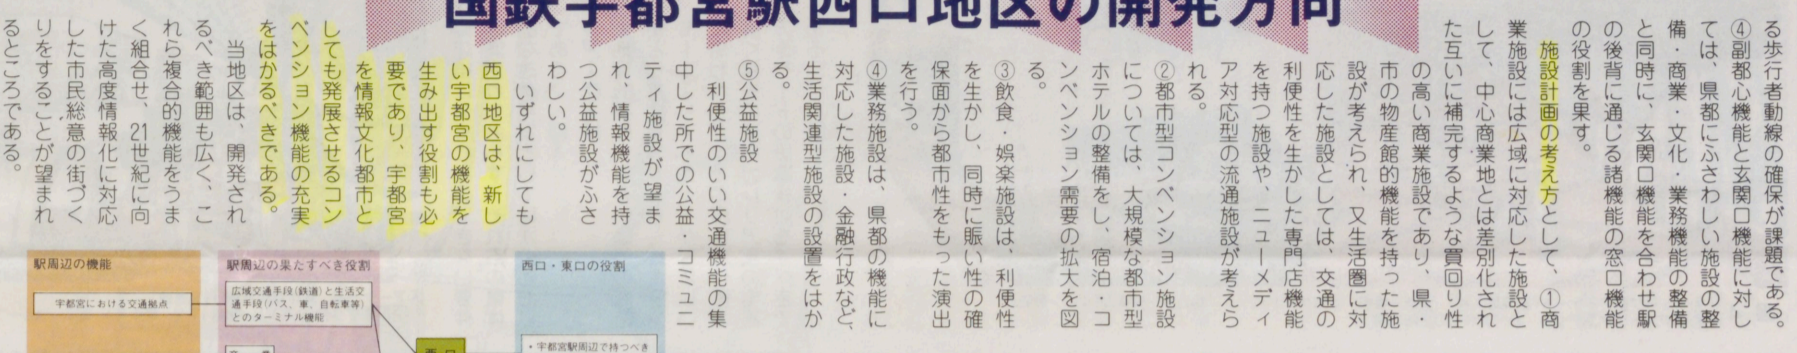 国鉄宇都宮駅西口地区の開発方向
る歩行者動線の確保が課題である。
④副都心機能と玄関口機能に対し
ては、県都にふさわしい施設の整
備・商業・文化・業務機能の整備
と同時に、玄関口機能を合わせ駅
の後背に通じる諸機能の窓口機能
の役割を果す。
施設計画の考え方として、①商
業施設には広域に対応した施設と
して、中心商業地とは差別化され
た互いに補完するような買回り性
の高い商業施設であり、県・
市の物産館的機能を持った施
設が考えられ、又生活圏に対
応した施設としては、交通の
利便性を生かした専門店機能
を持つ施設や、ニューメディ
ア対応型の流通施設が考えら
れる。
②都市型コンベンション施設
については、大規模な都市型
ホテルの整備をし、宿泊・コ
ンベンション需要の拡大を図
る。
③飲食・娯楽施設は、利便性
を生かし、同時に賑い性の確
保面から都市性をもった演出
を行う。
④業務施設は、県都の機能に
対応した施設・金融行政など、
生活関連型施設の設置をはか
る。
⑤公益施設
利便性のいい交通機能の集
中した所での公益・コミュニ
ティ施設が望ま
れ、情報機能を持
つ公益施設がふさ
わしい。
いずれにしても
西口地区は、新し
い宇都宮の機能を
生み出す役割も必
要であり、宇都宮
を情報文化都市と
しても発展させるコン
ベンション機能の充実
をはかるべきである。
当地区は、開発され
るべき範囲も広く、こ
れら複合的機能をうま
く組合せ、21世紀に向
けた高度情報化に対応
した市民総意の街づく
りをすることが望まれ
るところである。
駅周辺の機能
宇都宮における交通拠点
駅周辺の果たすべき役割
広域交通手段(鉄道)と生活交
通手段(バス、車、自転車等)
とのターミナル機能
西口
西口・東口の役割
・宇都宮駅周辺で持つべき